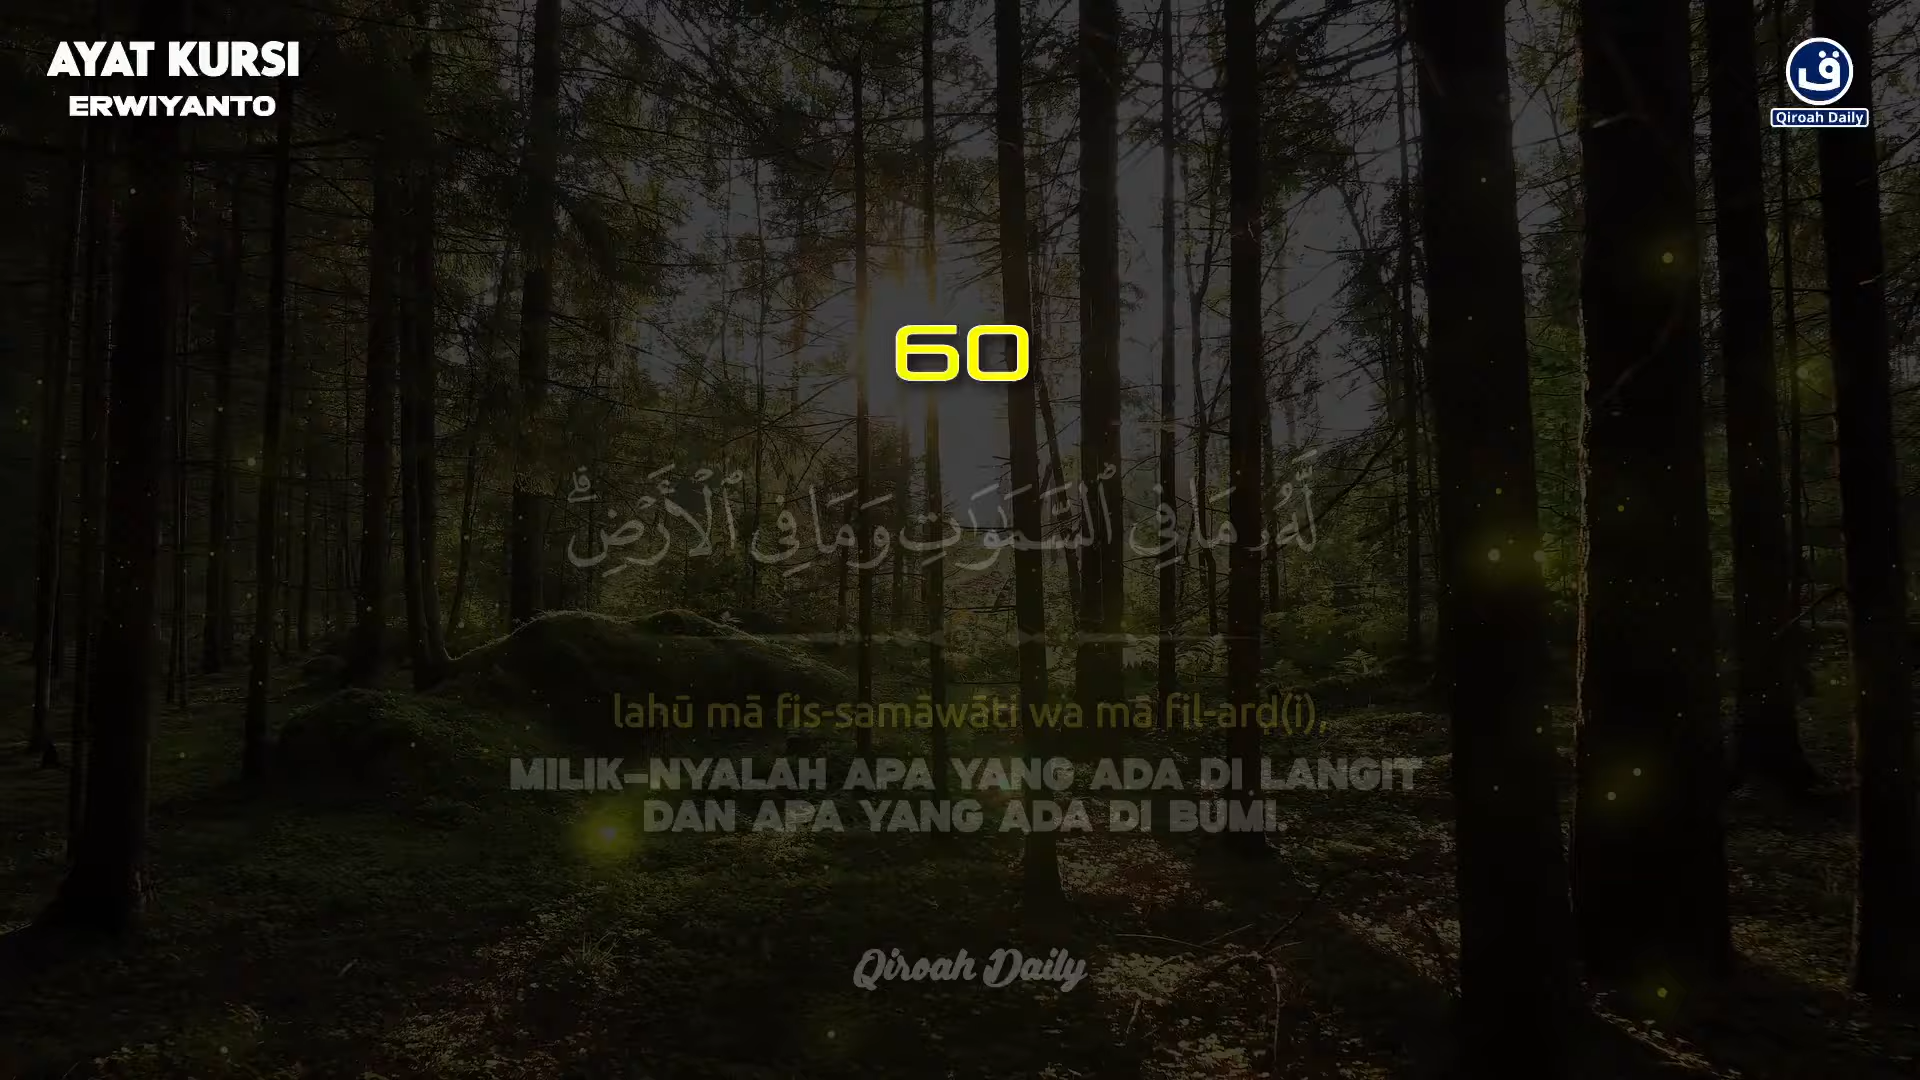 AYAT KURSI
ERWIYANTO
ق
Qiroah Daily
60
لَّهُۥ مَا فِى ٱلسَّمَٰوَٰتِ وَمَا فِى ٱلْأَرْضِ ۗ
lahū mā fis-samāwāti wa mā fil-arḍ(i),
MILIK-NYALAH APA YANG ADA DI LANGIT
DAN APA YANG ADA DI BUMI.
Qiroah Daily